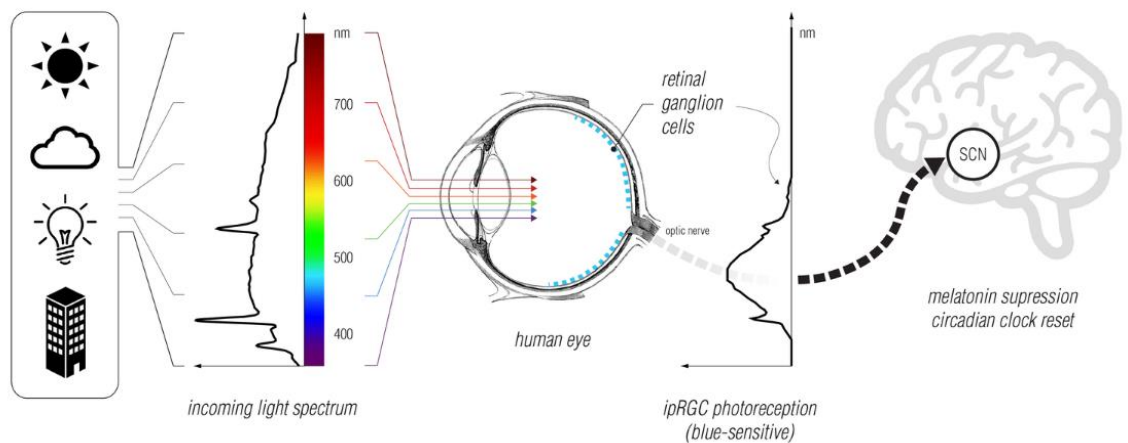 nm
700
600
500
400
incoming light spectrum
retinal
ganglion
cells
optic nerve
human eye
nm
ipRGC photoreception
(blue-sensitive)
SCN
melatonin supression
circadian clock reset